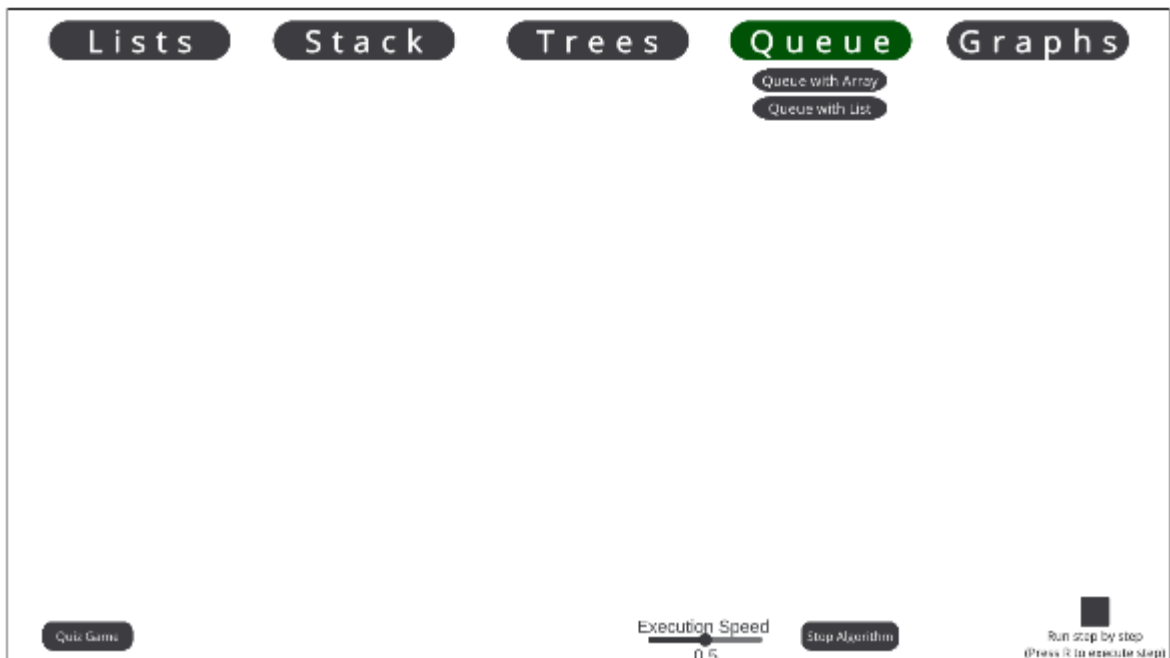 Lists Stack Trees Queue Graphs
Queue with Array
Queue with List
Quiz Game
Execution Speed
0.5
Stop Algorithm
Run step by step
(Press R to execute step)